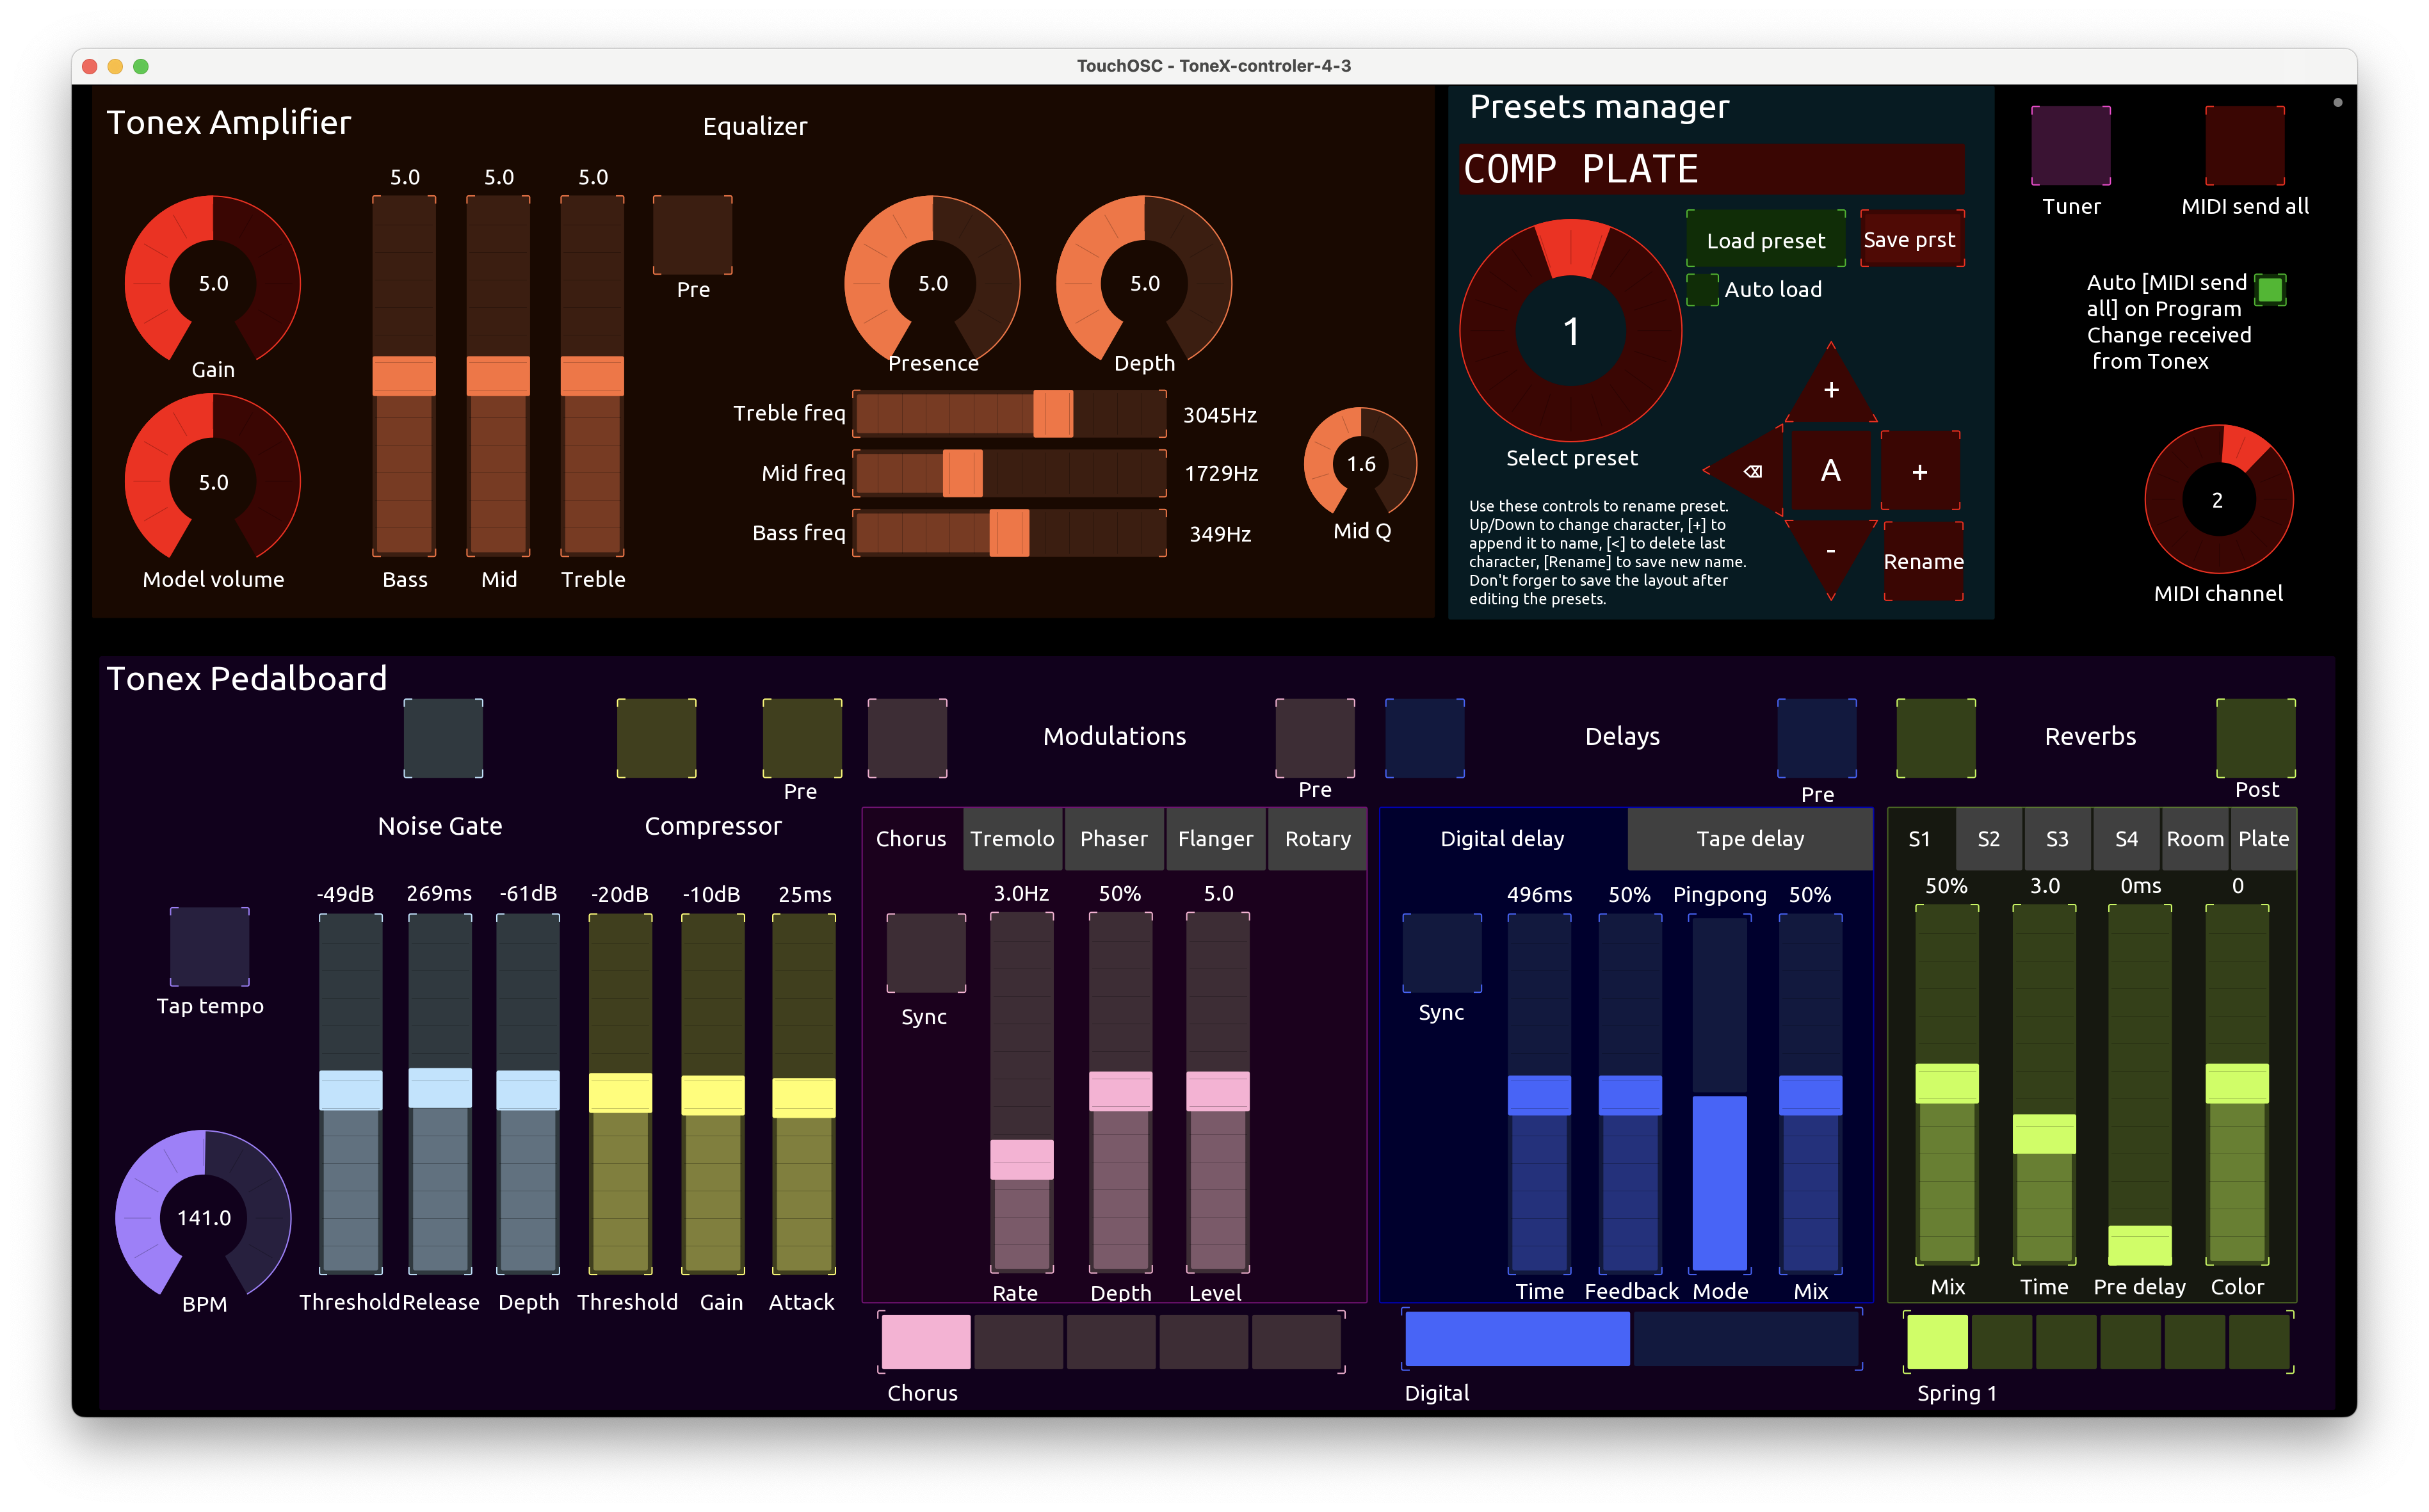 TouchOSC - ToneX-controler-4-3
Tonex Amplifier
Equalizer
5.0
5.0
5.0
5.0
Gain
5.0
Model volume
Bass
Mid
Treble
Pre
5.0
Presence
5.0
Depth
Treble freq
3045Hz
Mid freq
1729Hz
Bass freq
349Hz
1.6
Mid Q
Presets manager
COMP PLATE
Load preset
Save prst
Auto load
1
Select preset
+
⌫
A
+
-
Rename
Use these controls to rename preset.
Up/Down to change character, [+] to
append it to name, [<] to delete last
character, [Rename] to save new name.
Don't forger to save the layout after
editing the presets.
Tuner
MIDI send all
Auto [MIDI send
all] on Program
Change received
from Tonex
2
MIDI channel
Tonex Pedalboard
Noise Gate
Compressor
Pre
Modulations
Pre
Delays
Pre
Reverbs
Post
Tap tempo
141.0
BPM
-49dB
269ms
-61dB
-20dB
-10dB
25ms
Threshold
Release
Depth
Threshold
Gain
Attack
Chorus
Tremolo
Phaser
Flanger
Rotary
3.0Hz
50%
5.0
Sync
Rate
Depth
Level
Chorus
Digital delay
Tape delay
496ms
50%
Pingpong
50%
Sync
Time
Feedback
Mode
Mix
Digital
S1
S2
S3
S4
Room
Plate
50%
3.0
0ms
0
Mix
Time
Pre delay
Color
Spring 1